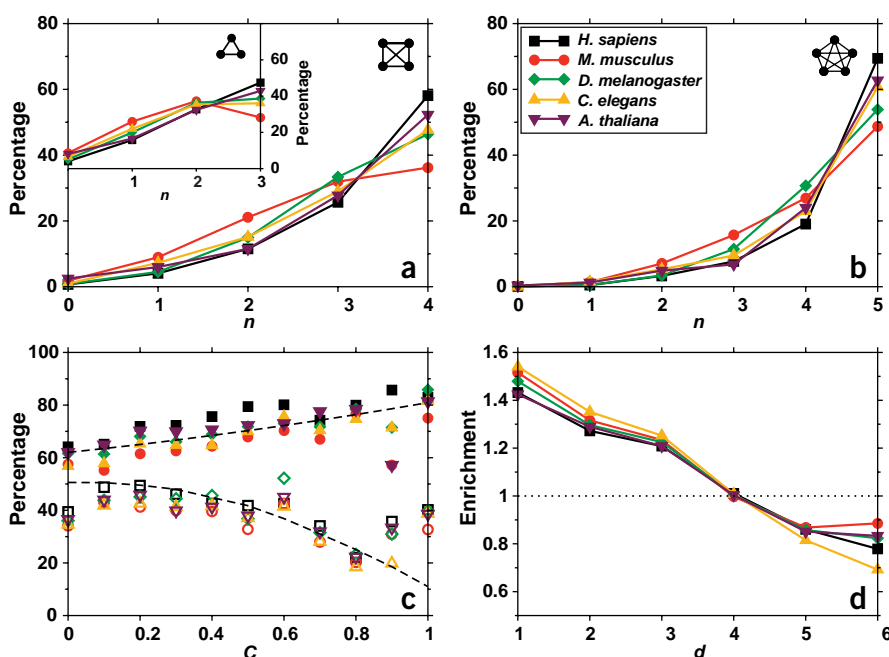 80
60
40
20
0
Percentage
0 1 2 3 4
n
a
60
40
20
0
Percentage
1 2 3
n
80
60
40
20
0
Percentage
0 1 2 3 4 5
n
b
H. sapiens
M. musculus
D. melanogaster
C. elegans
A. thaliana
100
80
60
40
20
0
Percentage
0 0.2 0.4 0.6 0.8 1
C
c
1.6
1.4
1.2
1
0.8
0.6
Enrichment
1 2 3 4 5 6
d
d